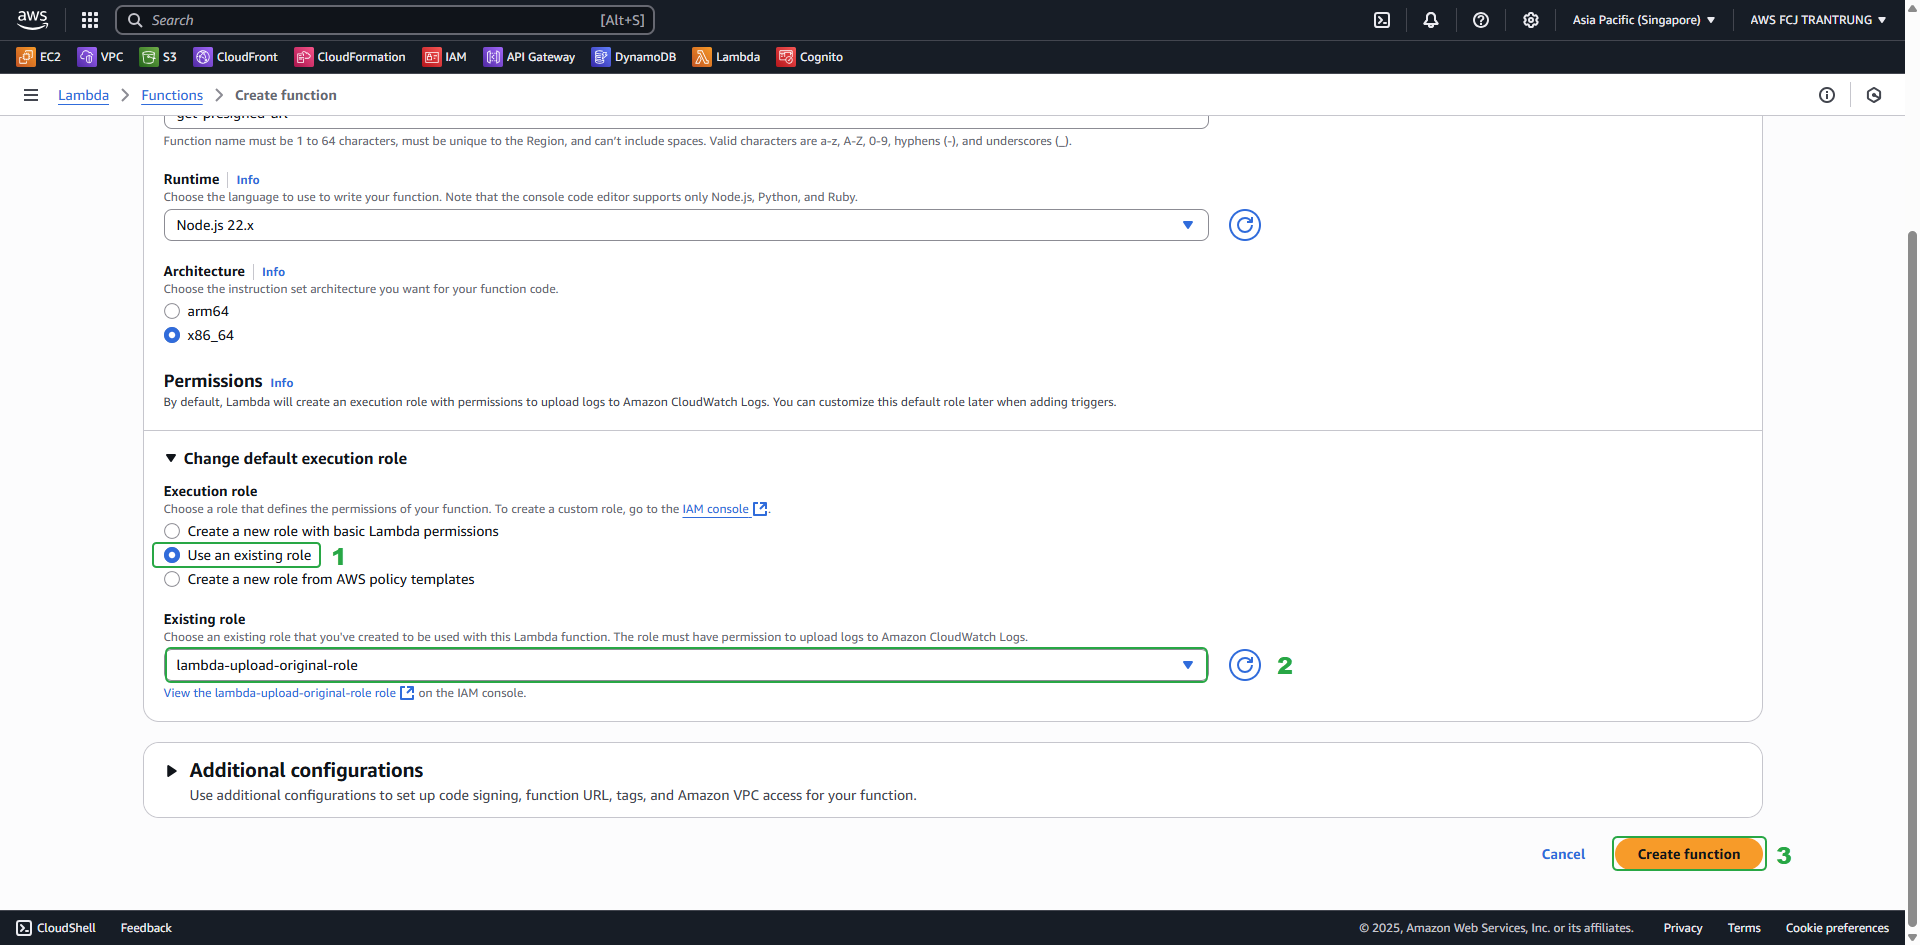 aws
Search [Alt+S]
Asia Pacific (Singapore)
AWS FCJ TRANTRUNG
EC2 VPC S3 CloudFront CloudFormation IAM API Gateway DynamoDB Lambda Cognito
Lambda Functions Create function
get-presigned-url
Function name must be 1 to 64 characters, must be unique to the Region, and can't include spaces. Valid characters are a-z, A-Z, 0-9, hyphens (-), and underscores (_).
Runtime Info
Choose the language to use to write your function. Note that the console code editor supports only Node.js, Python, and Ruby.
Node.js 22.x
Architecture Info
Choose the instruction set architecture you want for your function code.
arm64
x86_64
Permissions Info
By default, Lambda will create an execution role with permissions to upload logs to Amazon CloudWatch Logs. You can customize this default role later when adding triggers.
Change default execution role
Execution role
Choose a role that defines the permissions of your function. To create a custom role, go to the IAM console.
Create a new role with basic Lambda permissions
Use an existing role 1
Create a new role from AWS policy templates
Existing role
Choose an existing role that you've created to be used with this Lambda function. The role must have permission to upload logs to Amazon CloudWatch Logs.
lambda-upload-original-role 2
View the lambda-upload-original-role role on the IAM console.
Additional configurations
Use additional configurations to set up code signing, function URL, tags, and Amazon VPC access for your function.
Cancel Create function 3
CloudShell Feedback © 2025, Amazon Web Services, Inc. or its affiliates. Privacy Terms Cookie preferences